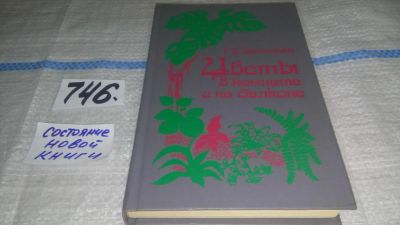 746.
СОСТОЯНИЕ
НОВОЙ
КНИГИ
Цветы
в комнате
и на балконе